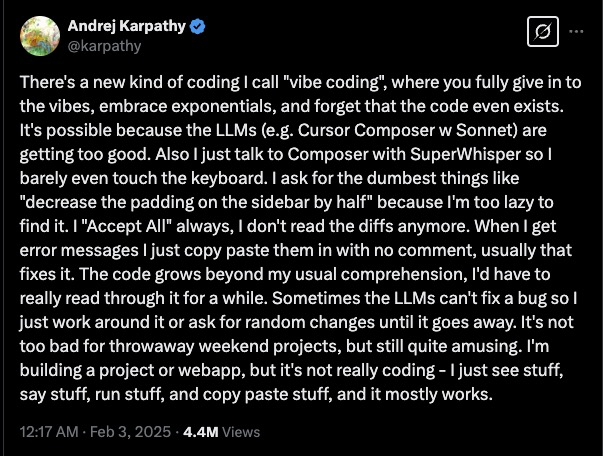 Andrej Karpathy
@karpathy
There's a new kind of coding I call "vibe coding", where you fully give in to
the vibes, embrace exponentials, and forget that the code even exists.
It's possible because the LLMs (e.g. Cursor Composer w Sonnet) are
getting too good. Also I just talk to Composer with SuperWhisper so I
barely even touch the keyboard. I ask for the dumbest things like
"decrease the padding on the sidebar by half" because I'm too lazy to
find it. I "Accept All" always, I don't read the diffs anymore. When I get
error messages I just copy paste them in with no comment, usually that
fixes it. The code grows beyond my usual comprehension, I'd have to
really read through it for a while. Sometimes the LLMs can't fix a bug so I
just work around it or ask for random changes until it goes away. It's not
too bad for throwaway weekend projects, but still quite amusing. I'm
building a project or webapp, but it's not really coding - I just see stuff,
say stuff, run stuff, and copy paste stuff, and it mostly works.
12:17 AM · Feb 3, 2025 · 4.4M Views